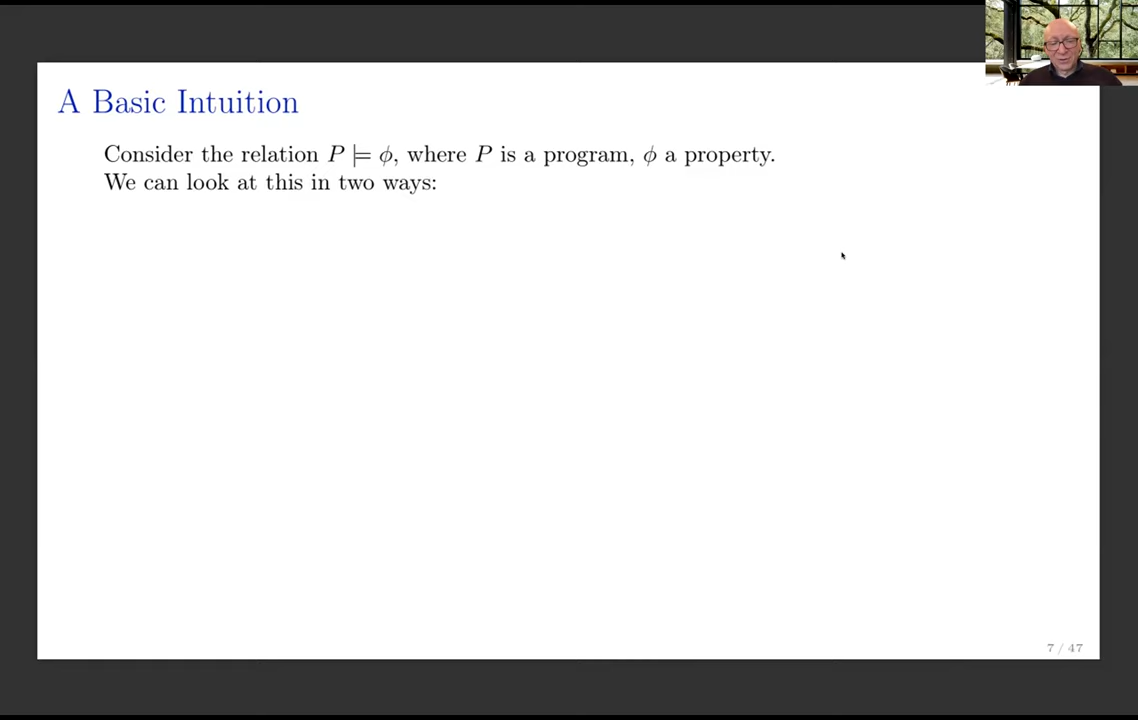 A Basic Intuition
Consider the relation P ⊨ ϕ, where P is a program, ϕ a property.
We can look at this in two ways:
7 / 47